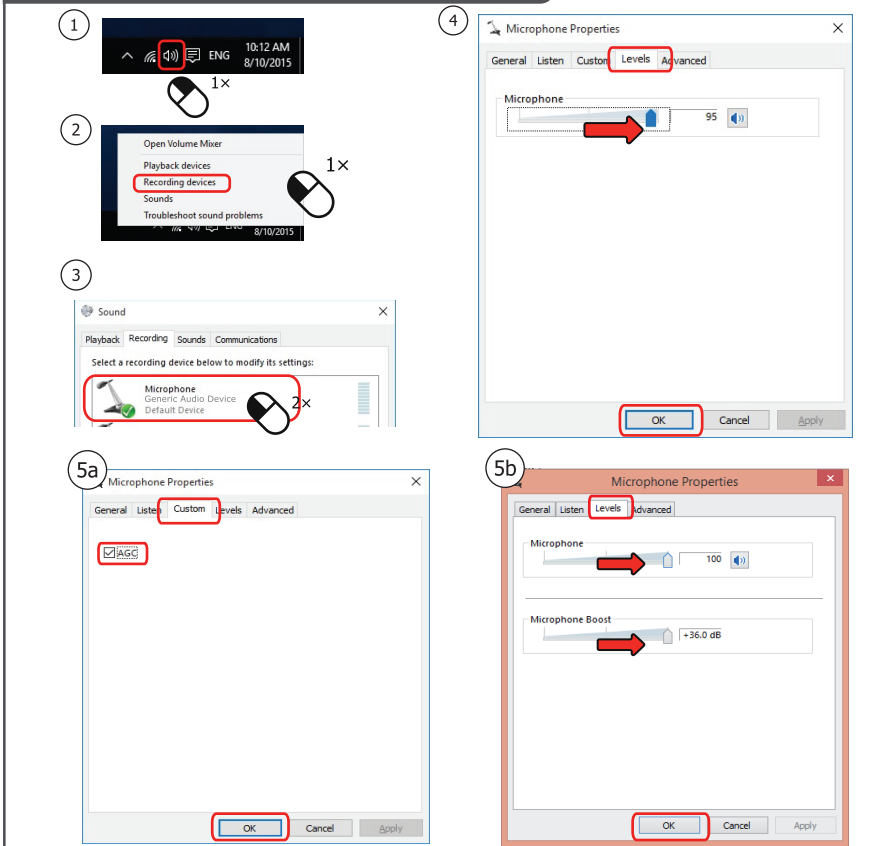 1
ENG
10:12 AM
8/10/2015
1×
2
Open Volume Mixer
Playback devices
Recording devices
Sounds
Troubleshoot sound problems
1×
8/10/2015
3
Sound
Playback Recording Sounds Communications
Select a recording device below to modify its settings:
Microphone
Generic Audio Device
Default Device
2×
4
Microphone Properties
General Listen Custom Levels Advanced
Microphone
95
OK Cancel Apply
5a
Microphone Properties
General Listen Custom Levels Advanced
AGC
OK Cancel Apply
5b
Microphone Properties
General Listen Levels Advanced
Microphone
100
Microphone Boost
+36.0 dB
OK Cancel Apply